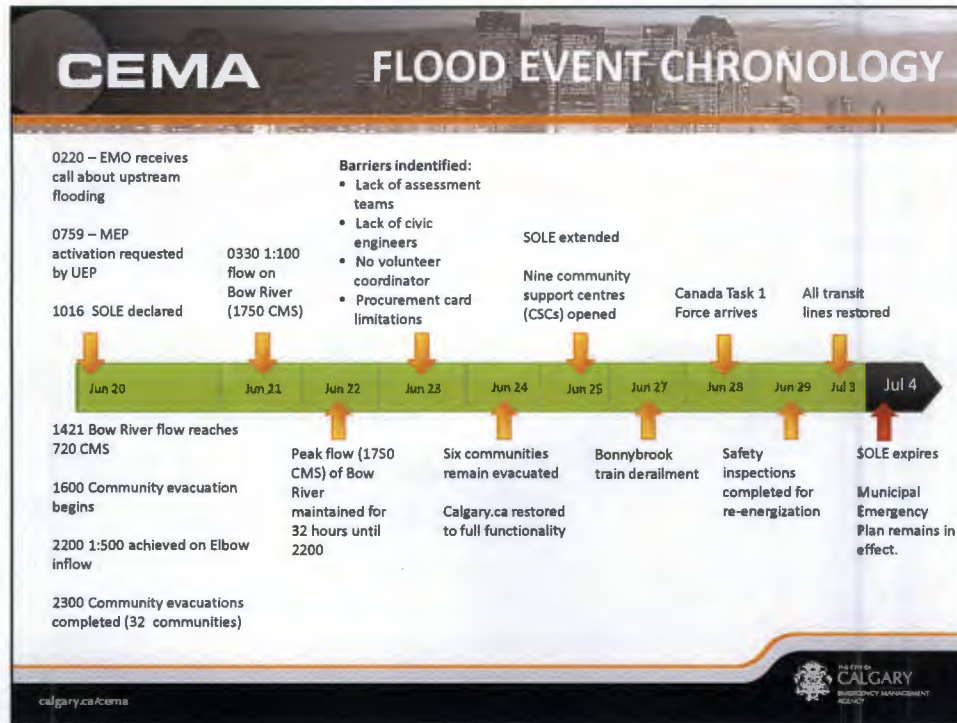 CEMA
FLOOD EVENT CHRONOLOGY
0220 – EMO receives
call about upstream
flooding
0759 – MEP
activation requested
by UEP
1016 SOLE declared
0330 1:100
flow on
Bow River
(1750 CMS)
Barriers indentified:
• Lack of assessment
teams
• Lack of civic
engineers
• No volunteer
coordinator
• Procurement card
limitations
SOLE extended
Nine community
support centres
(CSCs) opened
Canada Task 1
Force arrives
All transit
lines restored
Jun 20
Jun 21
Jun 22
Jun 23
Jun 24
Jun 25
Jun 27
Jun 28
Jun 29
Jul 3
Jul 4
1421 Bow River flow reaches
720 CMS
1600 Community evacuation
begins
2200 1:500 achieved on Elbow
inflow
2300 Community evacuations
completed (32 communities)
Peak flow (1750
CMS) of Bow
River
maintained for
32 hours until
2200
Six communities
remain evacuated
Calgary.ca restored
to full functionality
Bonnybrook
train derailment
Safety
inspections
completed for
re-energization
SOLE expires
Municipal
Emergency
Plan remains in
effect.
calgary.ca/cema
THE CITY OF
CALGARY
EMERGENCY MANAGEMENT
AGENCY